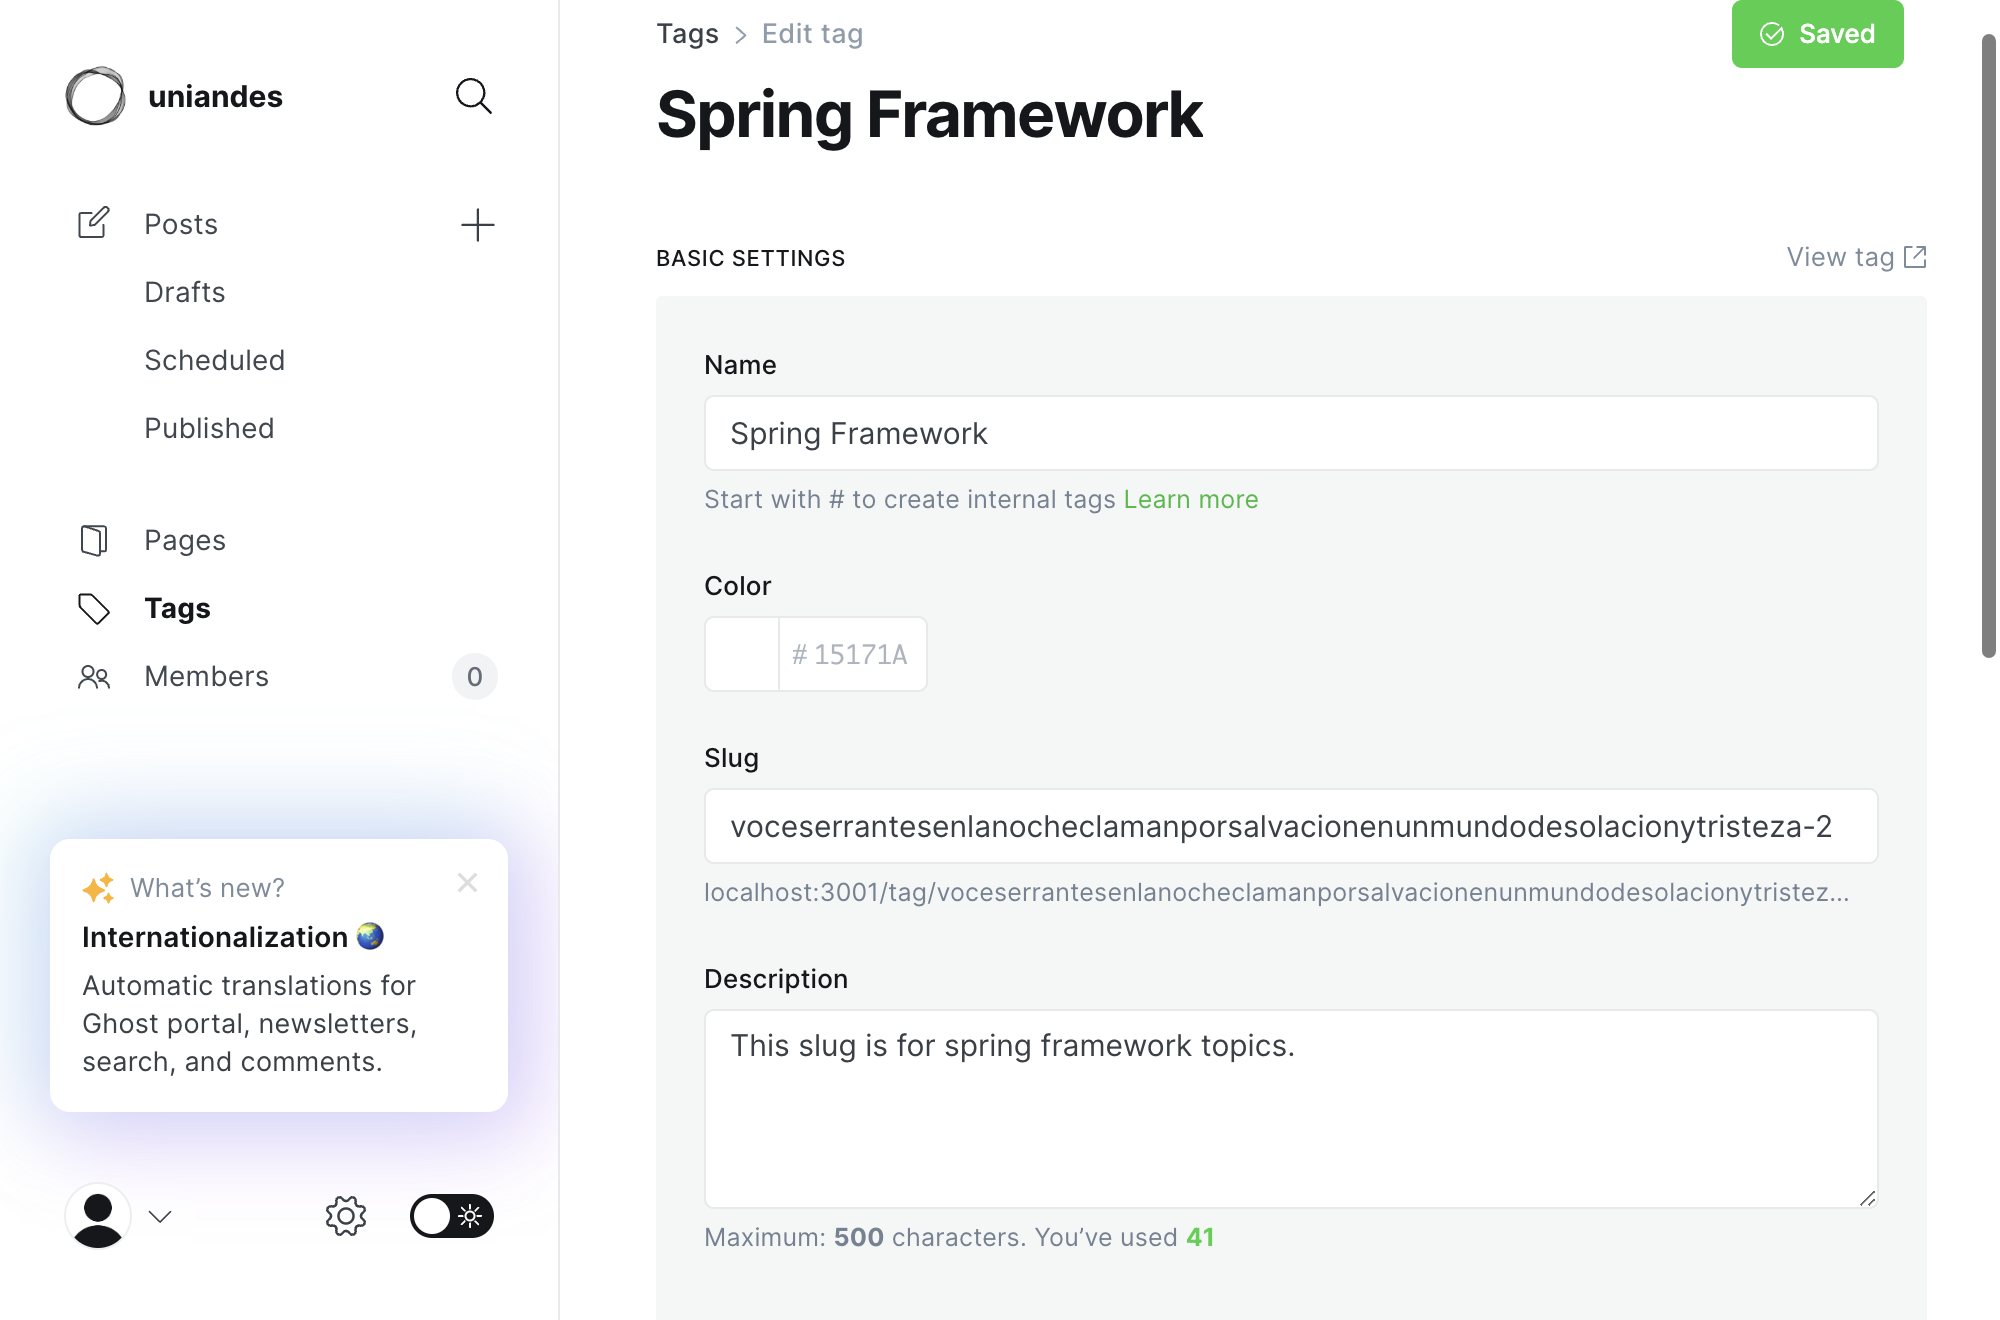 uniandes
Posts
Drafts
Scheduled
Published
Pages
Tags
Members
0
What’s new?
Internationalization
Automatic translations for
Ghost portal, newsletters,
search, and comments.
Tags > Edit tag
Saved
Spring Framework
BASIC SETTINGS
View tag
Name
Spring Framework
Start with # to create internal tags Learn more
Color
# 15171A
Slug
voceserrantesenlanocheclamanporsalvacionenunmundodesolacionytristeza-2
localhost:3001/tag/voceserrantesenlanocheclamanporsalvacionenunmundodesolacionytristez...
Description
This slug is for spring framework topics.
Maximum: 500 characters. You’ve used 41